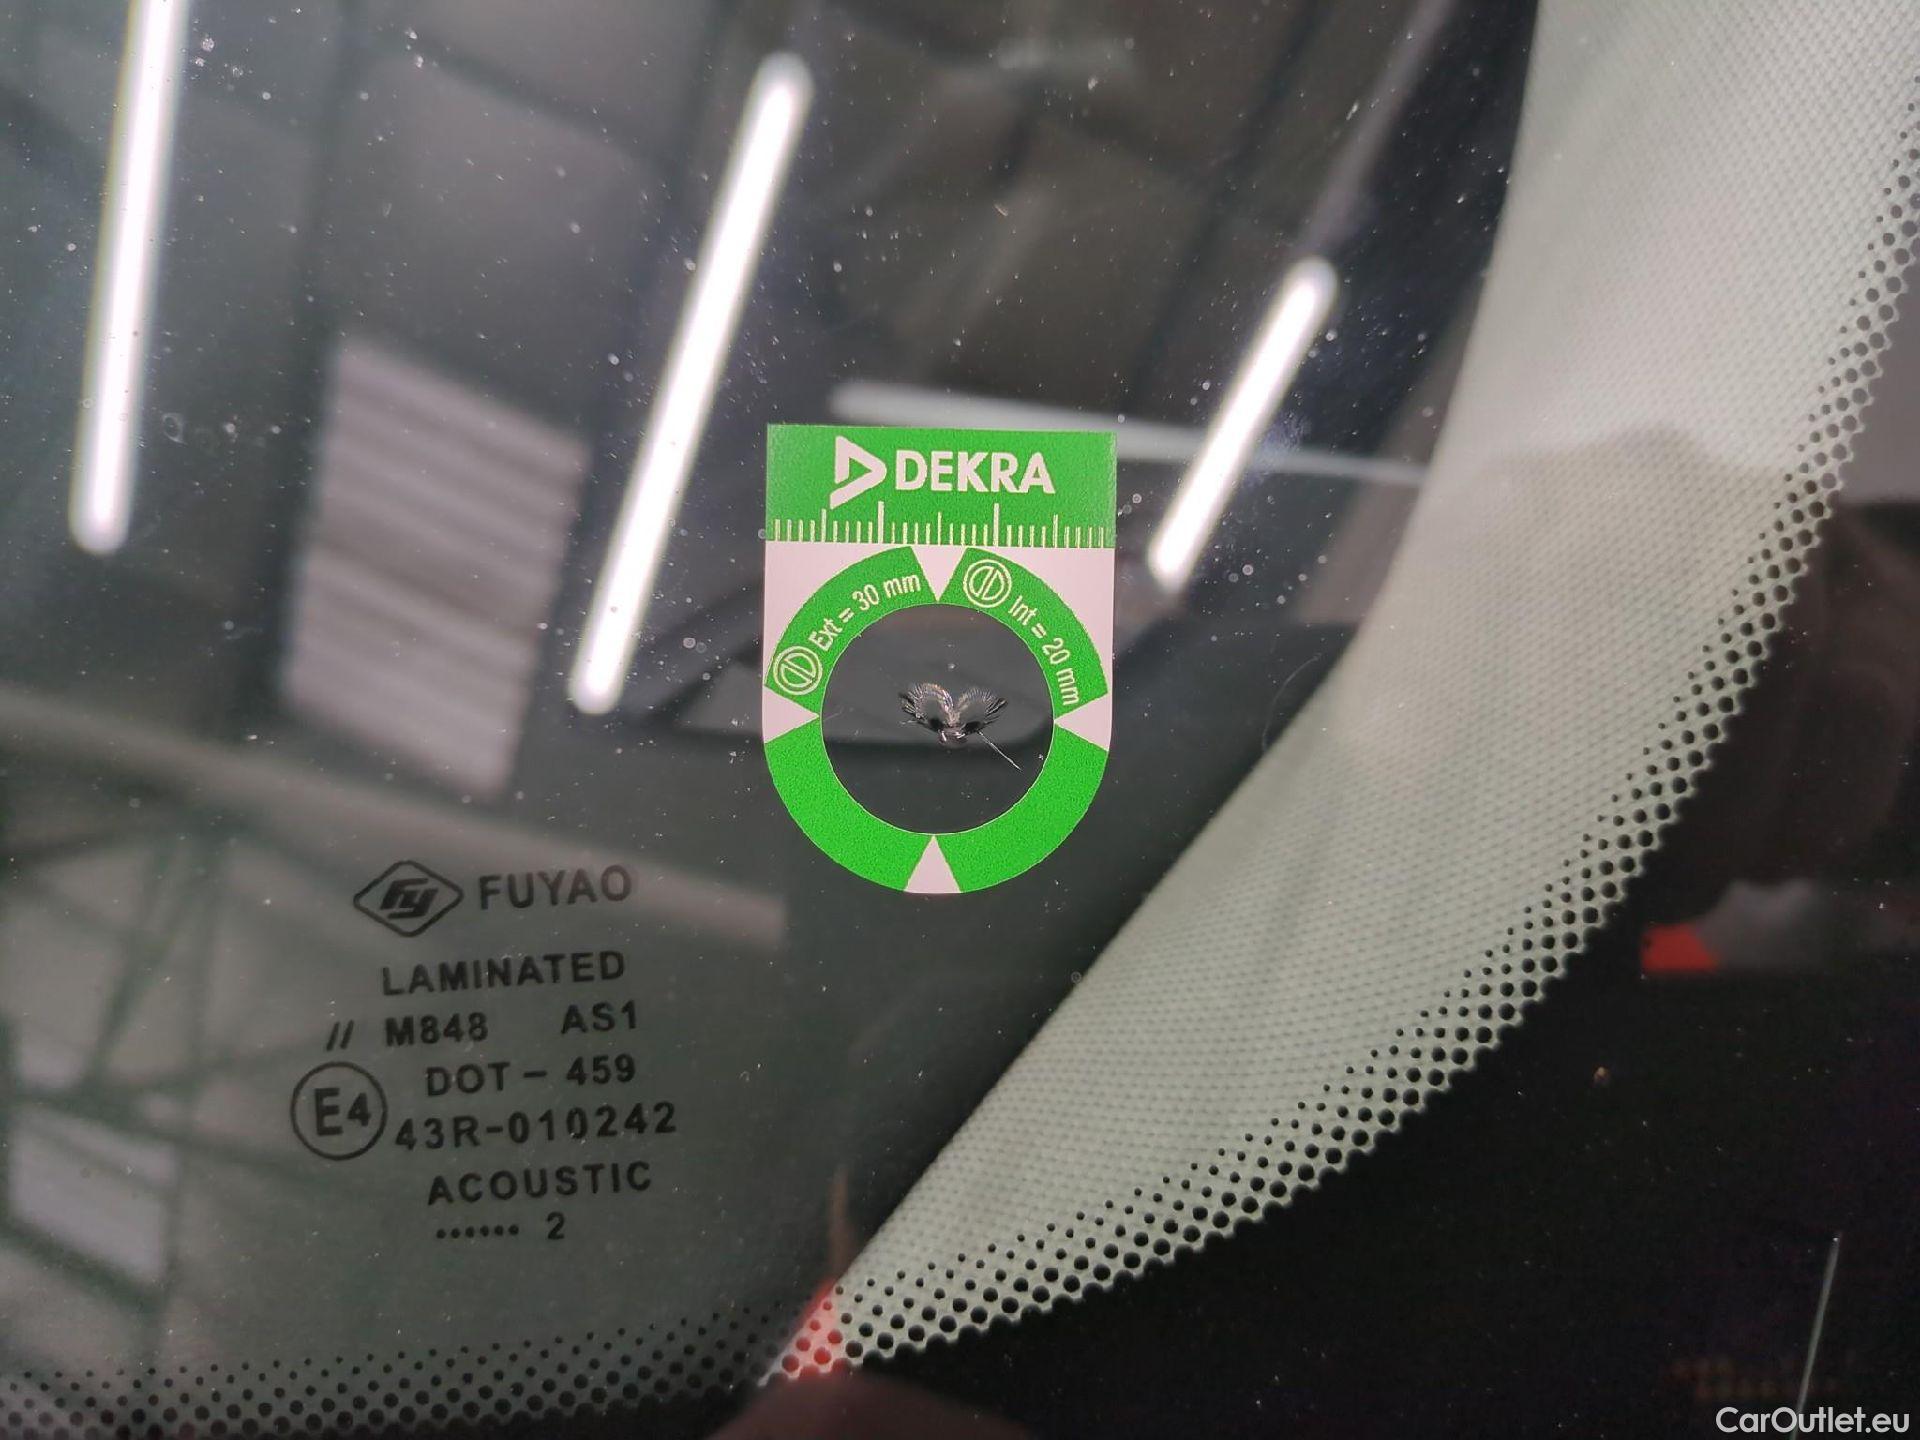 DEKRA
Ext = 30 mm
Int = 20 mm
Fy FUYAO
LAMINATED
// M848 AS1
DOT - 459
E4 43R-010242
ACOUSTIC
...... 2
CarOutlet.eu